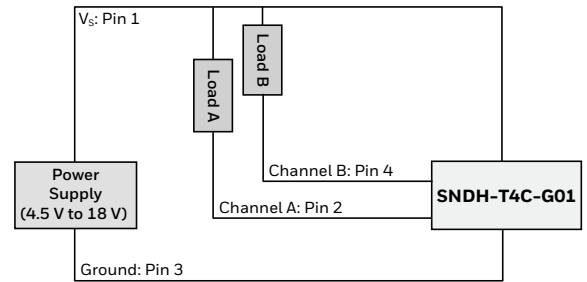 Vs: Pin 1
Load A
Load B
Channel B: Pin 4
Channel A: Pin 2
SNDH-T4C-G01
Power
Supply
(4.5 V to 18 V)
Ground: Pin 3